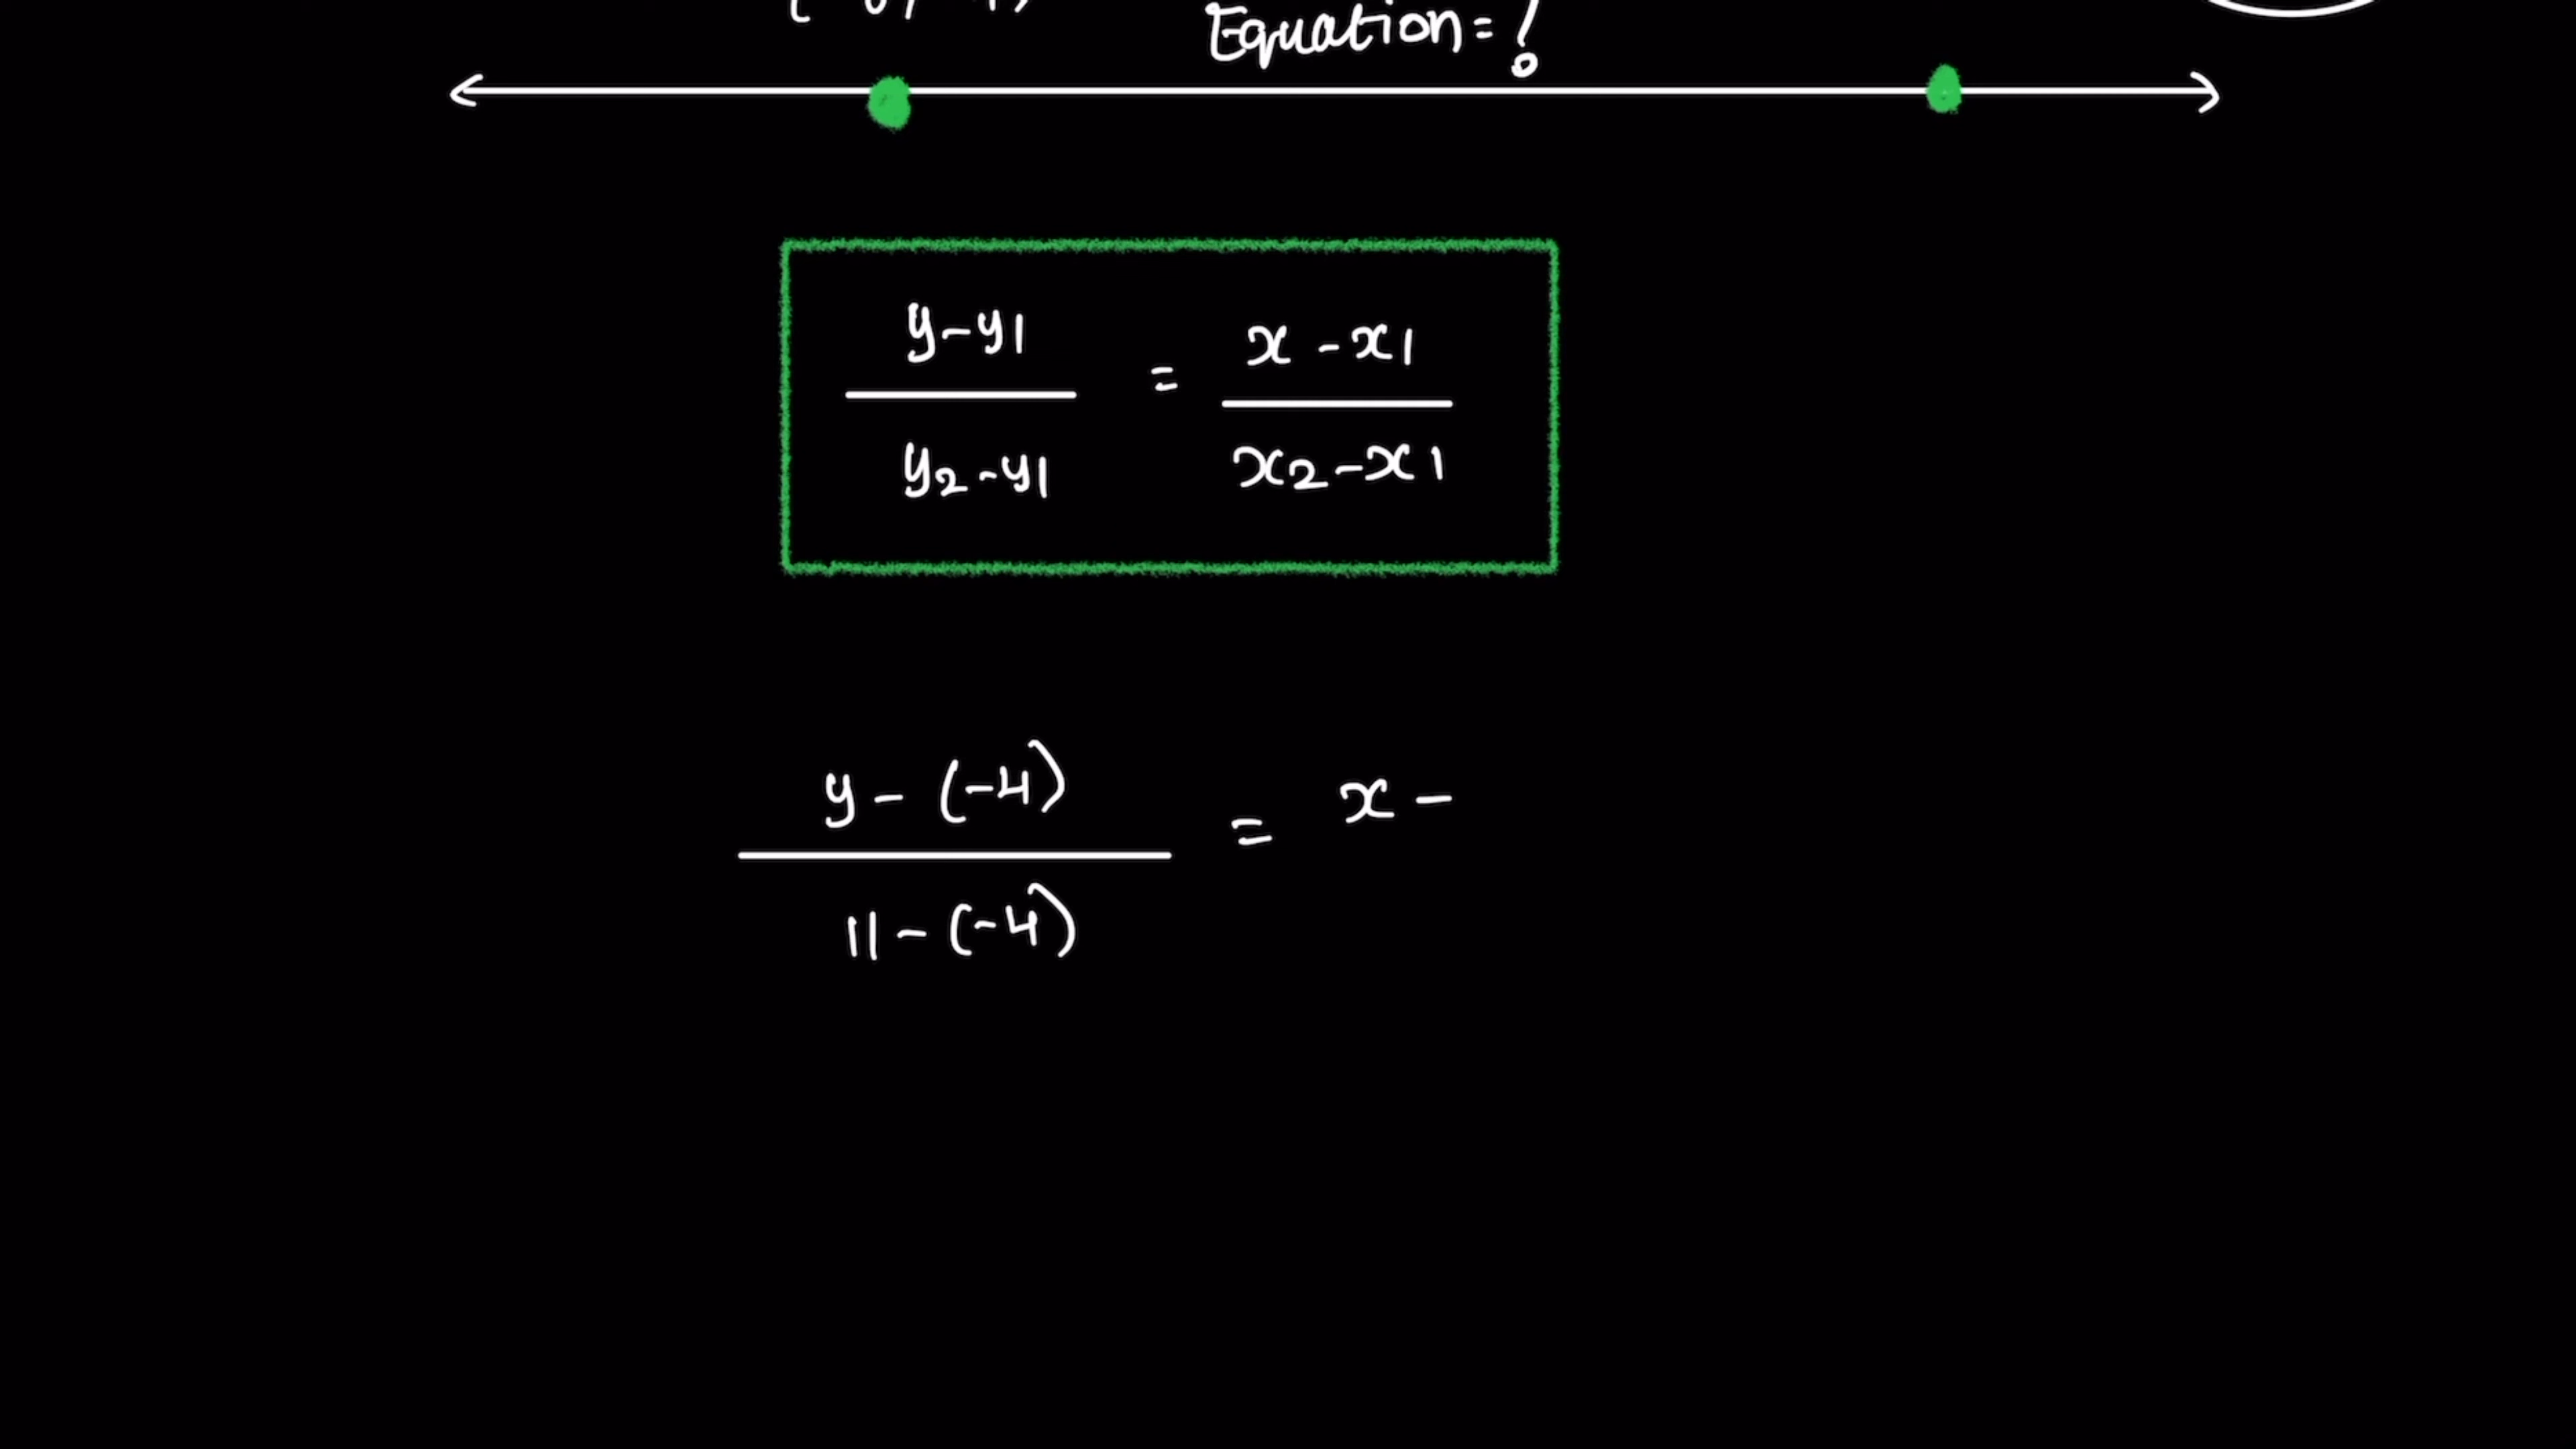 Equation = ?
y - y1 = x - x1
y2 - y1 x2 - x1
y - (-4) = x -
11 - (-4)